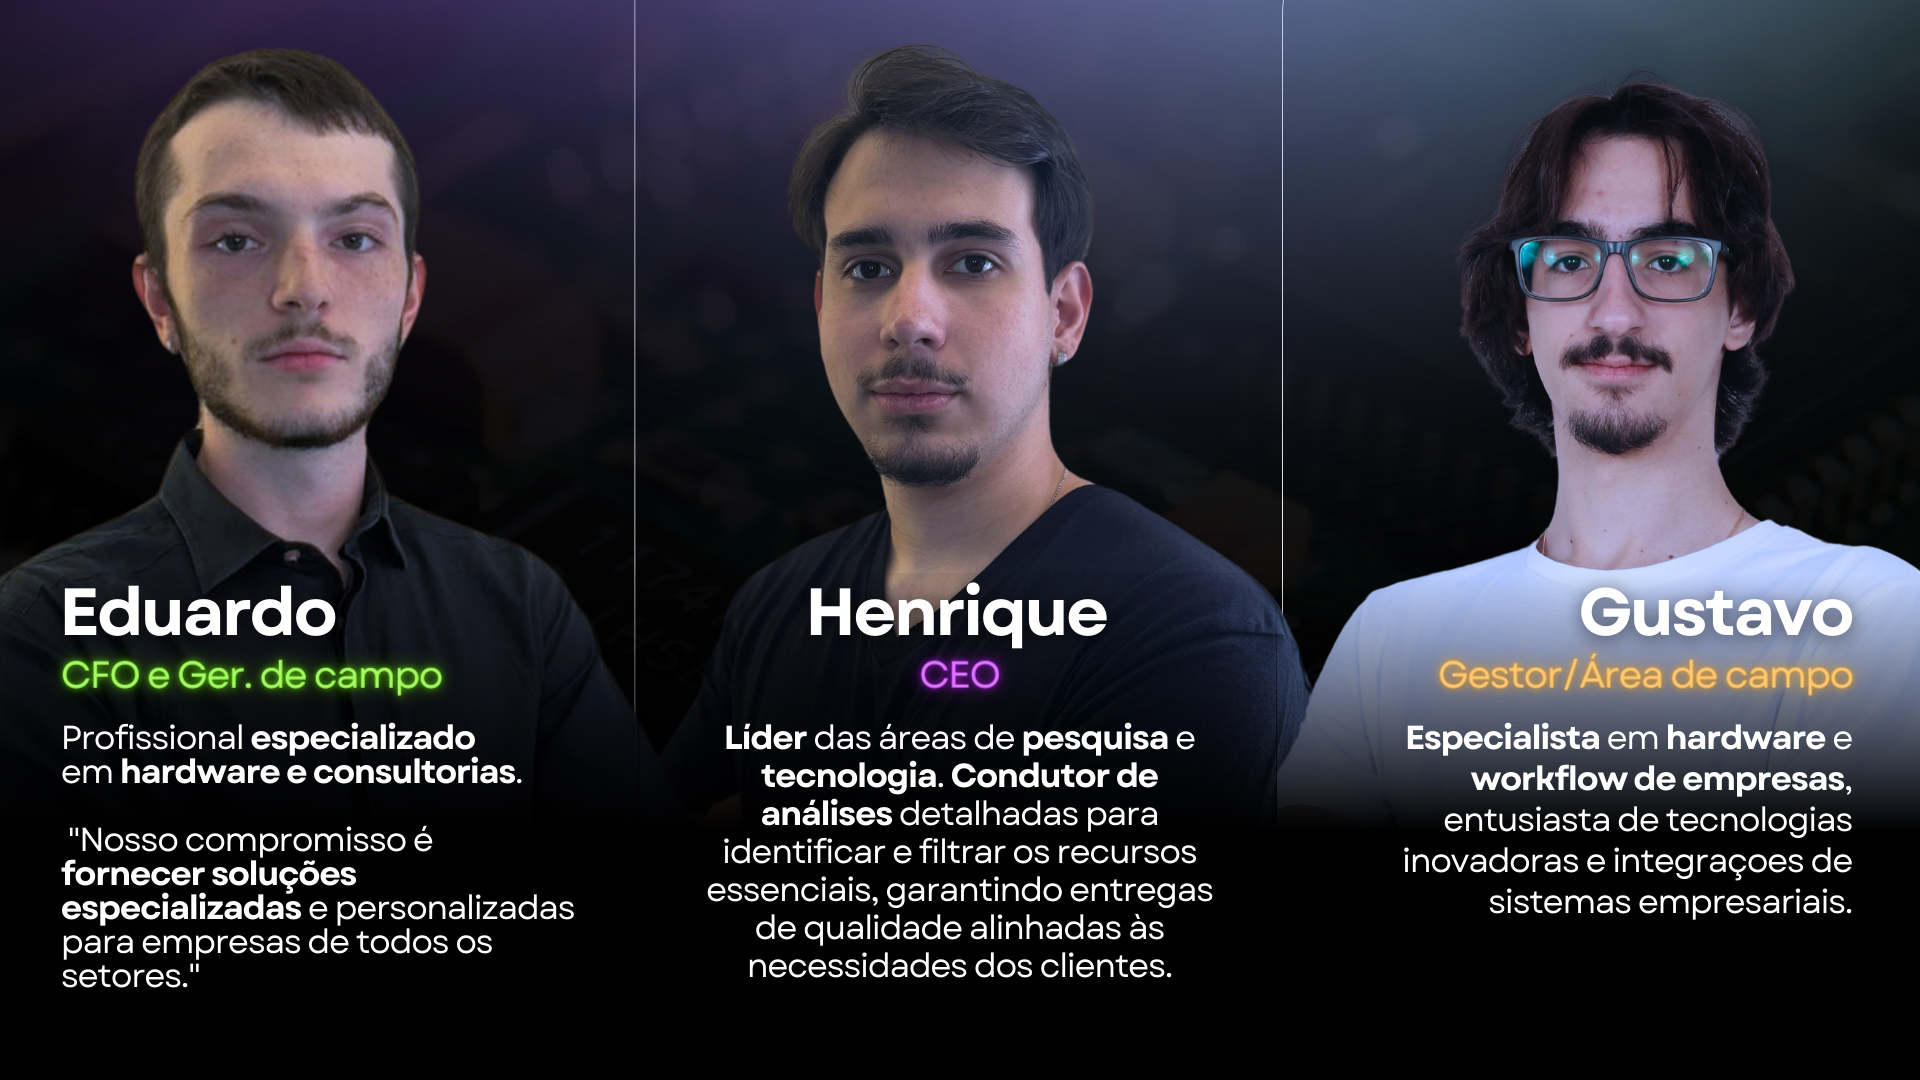 Eduardo
CFO e Ger. de campo
Profissional especializado
em hardware e consultorias.
"Nosso compromisso é
fornecer soluções
especializadas e personalizadas
para empresas de todos os
setores."
Henrique
CEO
Líder das áreas de pesquisa e
tecnologia. Condutor de
análises detalhadas para
identificar e filtrar os recursos
essenciais, garantindo entregas
de qualidade alinhadas às
necessidades dos clientes.
Gustavo
Gestor/Área de campo
Especialista em hardware e
workflow de empresas,
entusiasta de tecnologias
inovadoras e integraçoes de
sistemas empresariais.